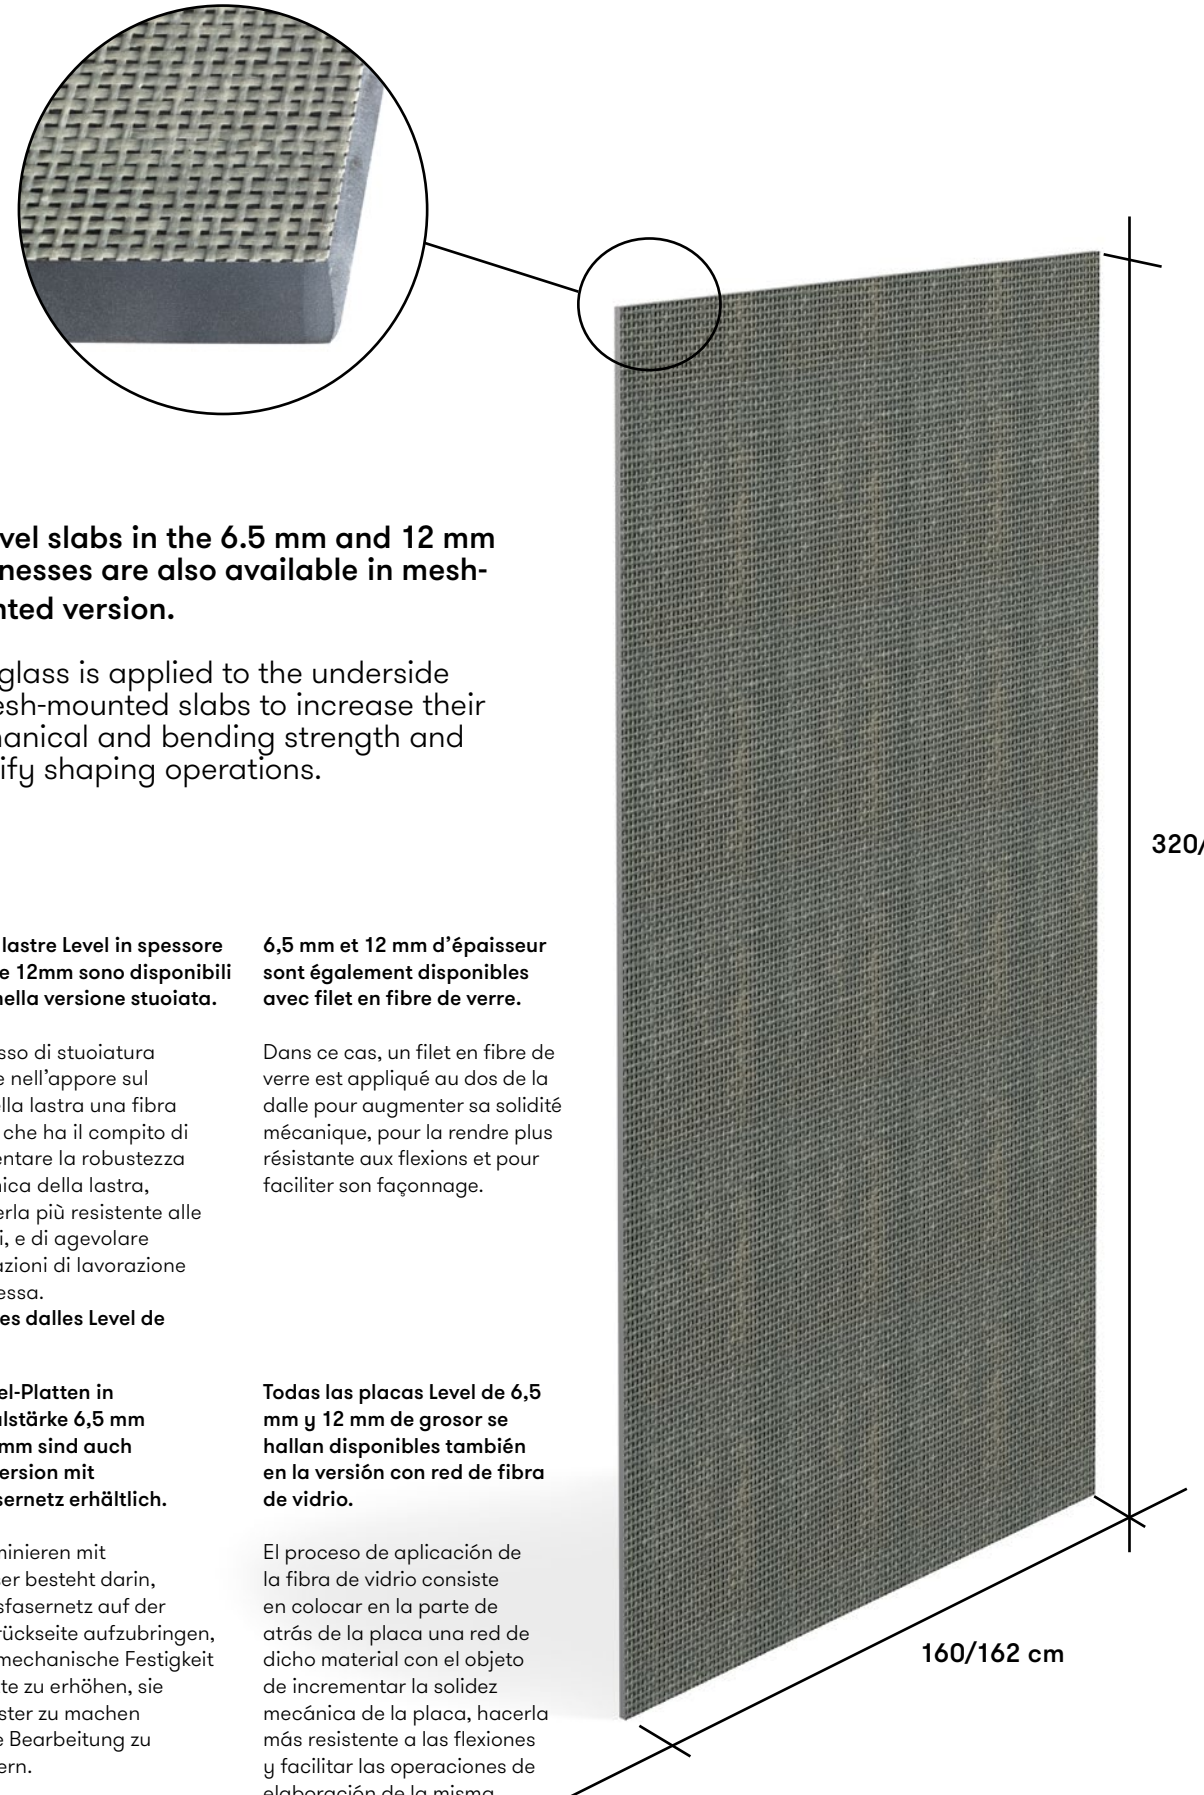 vel slabs in the 6.5 mm and 12 mm
nesses are also available in mesh-
nted version.
glass is applied to the underside
esh-mounted slabs to increase their
anical and bending strength and
ify shaping operations.
lastre Level in spessore
e 12mm sono disponibili
nella versione stuoiata.
sso di stuoiatura
e nell’appore sul
ella lastra una fibra
che ha il compito di
entare la robustezza
nica della lastra,
erla più resistente alle
i, e di agevolare
azioni di lavorazione
essa.
es dalles Level de
6,5 mm et 12 mm d’épaisseur
sont également disponibles
avec filet en fibre de verre.
Dans ce cas, un filet en fibre de
verre est appliqué au dos de la
dalle pour augmenter sa solidité
mécanique, pour la rendre plus
résistante aux flexions et pour
faciliter son façonnage.
el-Platten in
alstärke 6,5 mm
mm sind auch
ersion mit
sernetz erhältlich.
minieren mit
er besteht darin,
sfasernetz auf der
rückseite aufzubringen,
mechanische Festigkeit
te zu erhöhen, sie
ster zu machen
e Bearbeitung zu
ern.
Todas las placas Level de 6,5
mm y 12 mm de grosor se
hallan disponibles también
en la versión con red de fibra
de vidrio.
El proceso de aplicación de
la fibra de vidrio consiste
en colocar en la parte de
atrás de la placa una red de
dicho material con el objeto
de incrementar la solidez
mecánica de la placa, hacerla
más resistente a las flexiones
y facilitar las operaciones de
elaboración de la misma
320/
160/162 cm